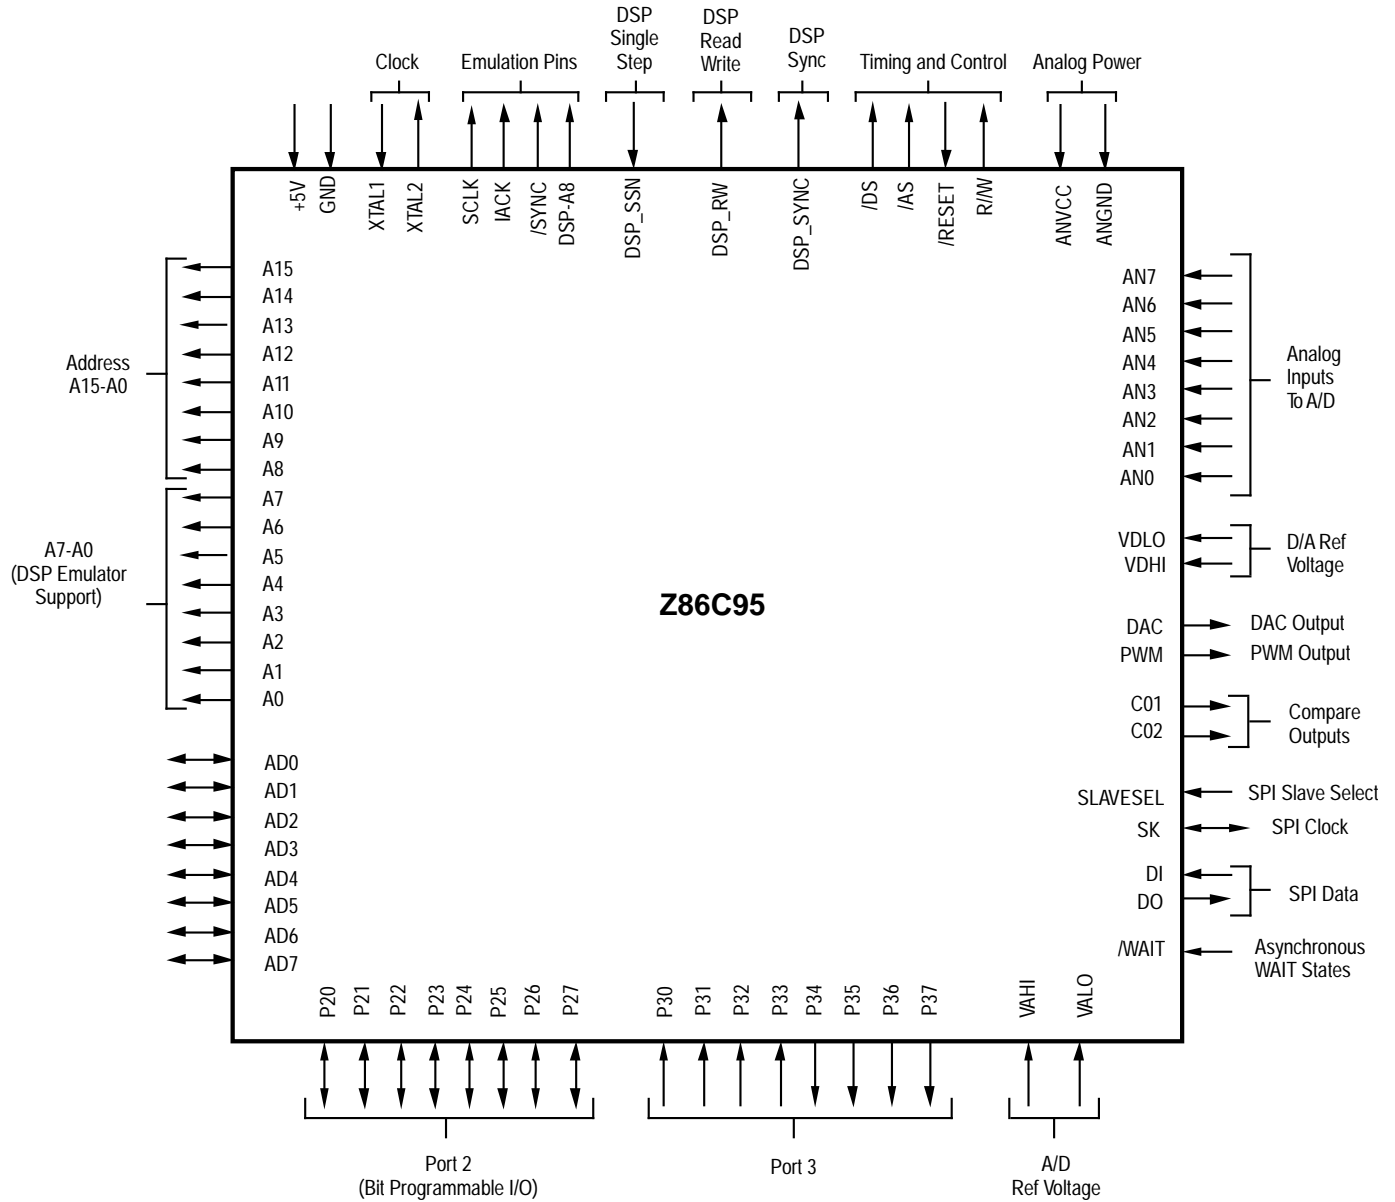 DSP
Single
Step
DSP
Read
Write
DSP
Sync
Clock
Emulation Pins
Timing and Control
Analog Power
+5V
GND
XTAL1
XTAL2
SCLK
IACK
/SYNC
DSP-A8
DSP_SSN
DSP_RW
DSP_SYNC
/DS
/AS
/RESET
R/W
ANVCC
ANGND
Address
A15-A0
A15
A14
A13
A12
A11
A10
A9
A8
A7-A0
(DSP Emulator
Support)
A7
A6
A5
A4
A3
A2
A1
A0
AD0
AD1
AD2
AD3
AD4
AD5
AD6
AD7
Z86C95
AN7
AN6
AN5
AN4
AN3
AN2
AN1
AN0
Analog
Inputs
To A/D
VDLO
VDHI
D/A Ref
Voltage
DAC
DAC Output
PWM
PWM Output
C01
C02
Compare
Outputs
SLAVESEL
SPI Slave Select
SK
SPI Clock
DI
DO
SPI Data
/WAIT
Asynchronous
WAIT States
P20
P21
P22
P23
P24
P25
P26
P27
P30
P31
P32
P33
P34
P35
P36
P37
VAHI
VALO
Port 2
(Bit Programmable I/O)
Port 3
A/D
Ref Voltage